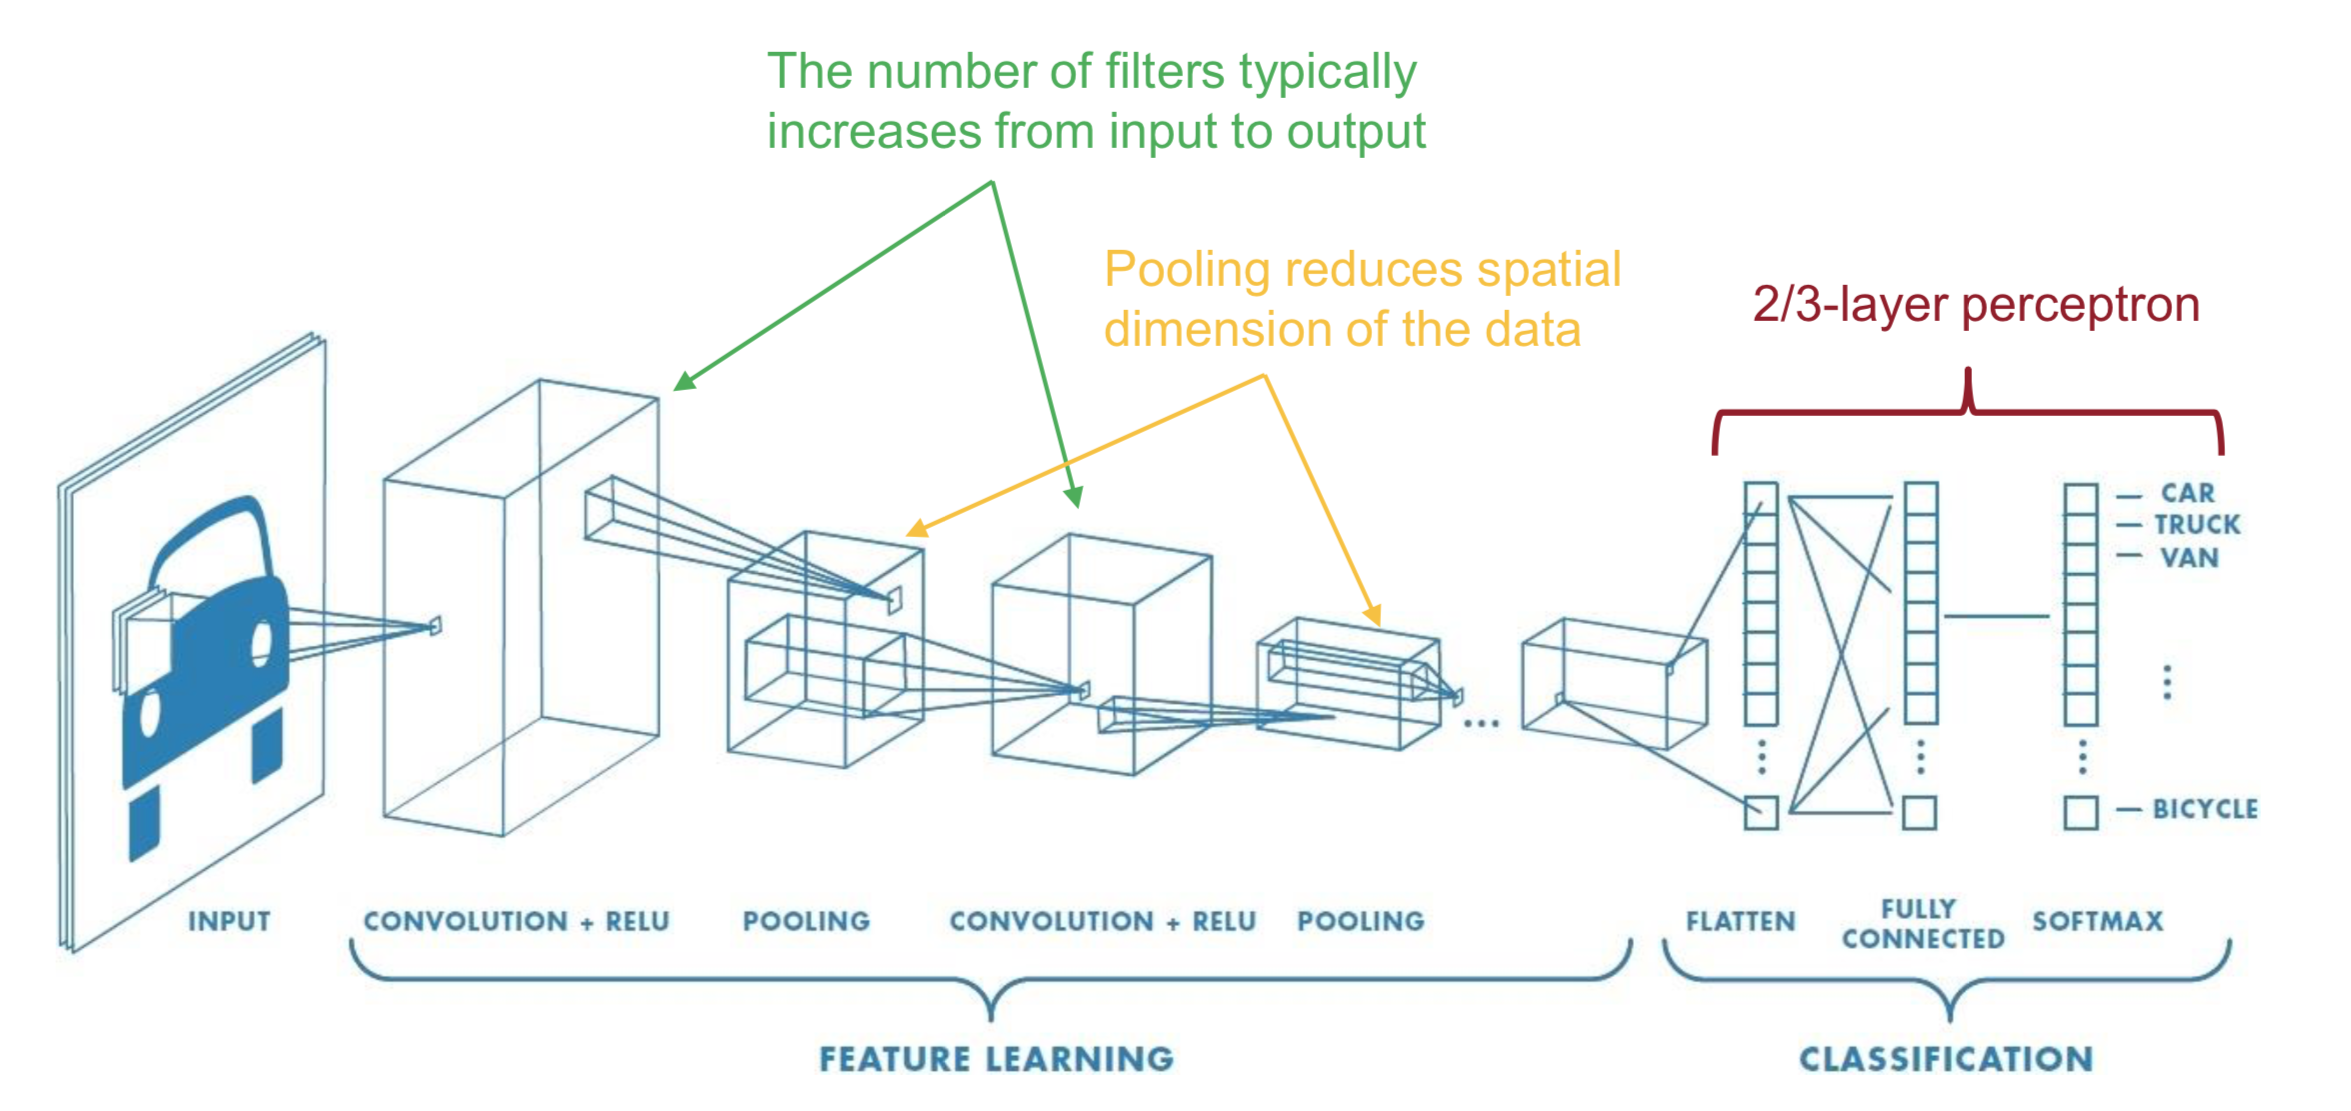 The number of filters typically
increases from input to output
Pooling reduces spatial
dimension of the data
2/3-layer perceptron
CAR
TRUCK
VAN
BICYCLE
INPUT
CONVOLUTION + RELU
POOLING
CONVOLUTION + RELU
POOLING
FLATTEN
FULLY
CONNECTED
SOFTMAX
FEATURE LEARNING
CLASSIFICATION